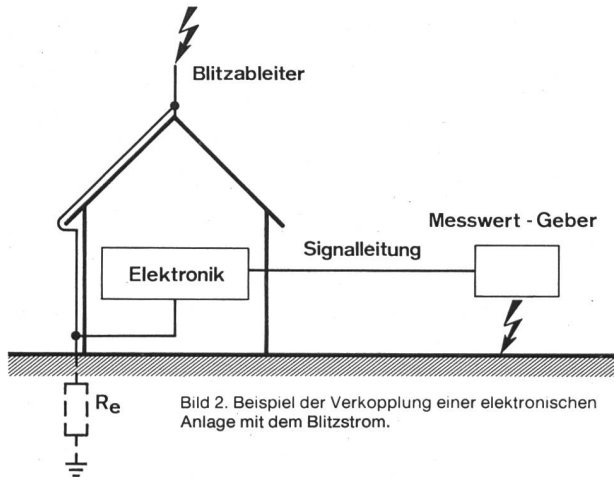 Blitzableiter
Messwert - Geber
Signalleitung
Elektronik
Re
Bild 2. Beispiel der Verkopplung einer elektronischen
Anlage mit dem Blitzstrom.